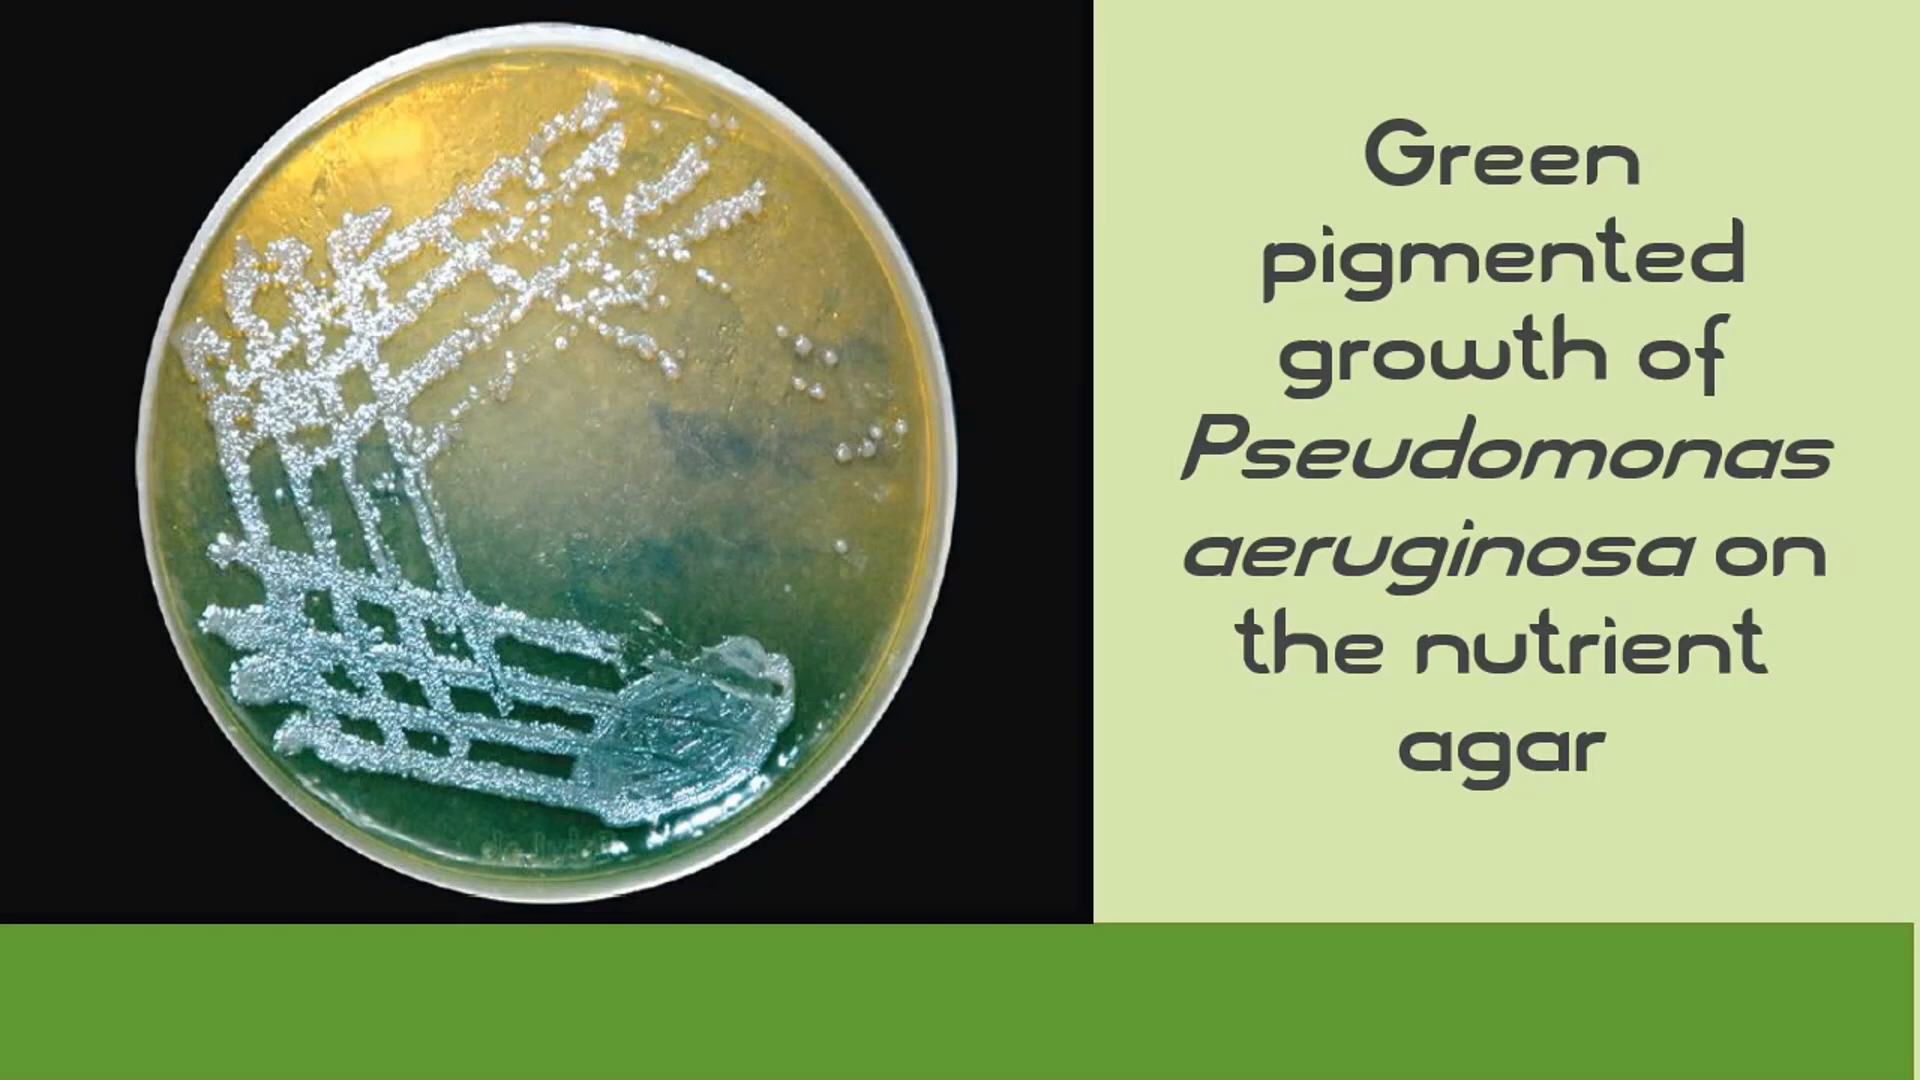 Green
pigmented
growth of
Pseudomonas
aeruginosa on
the nutrient
agar